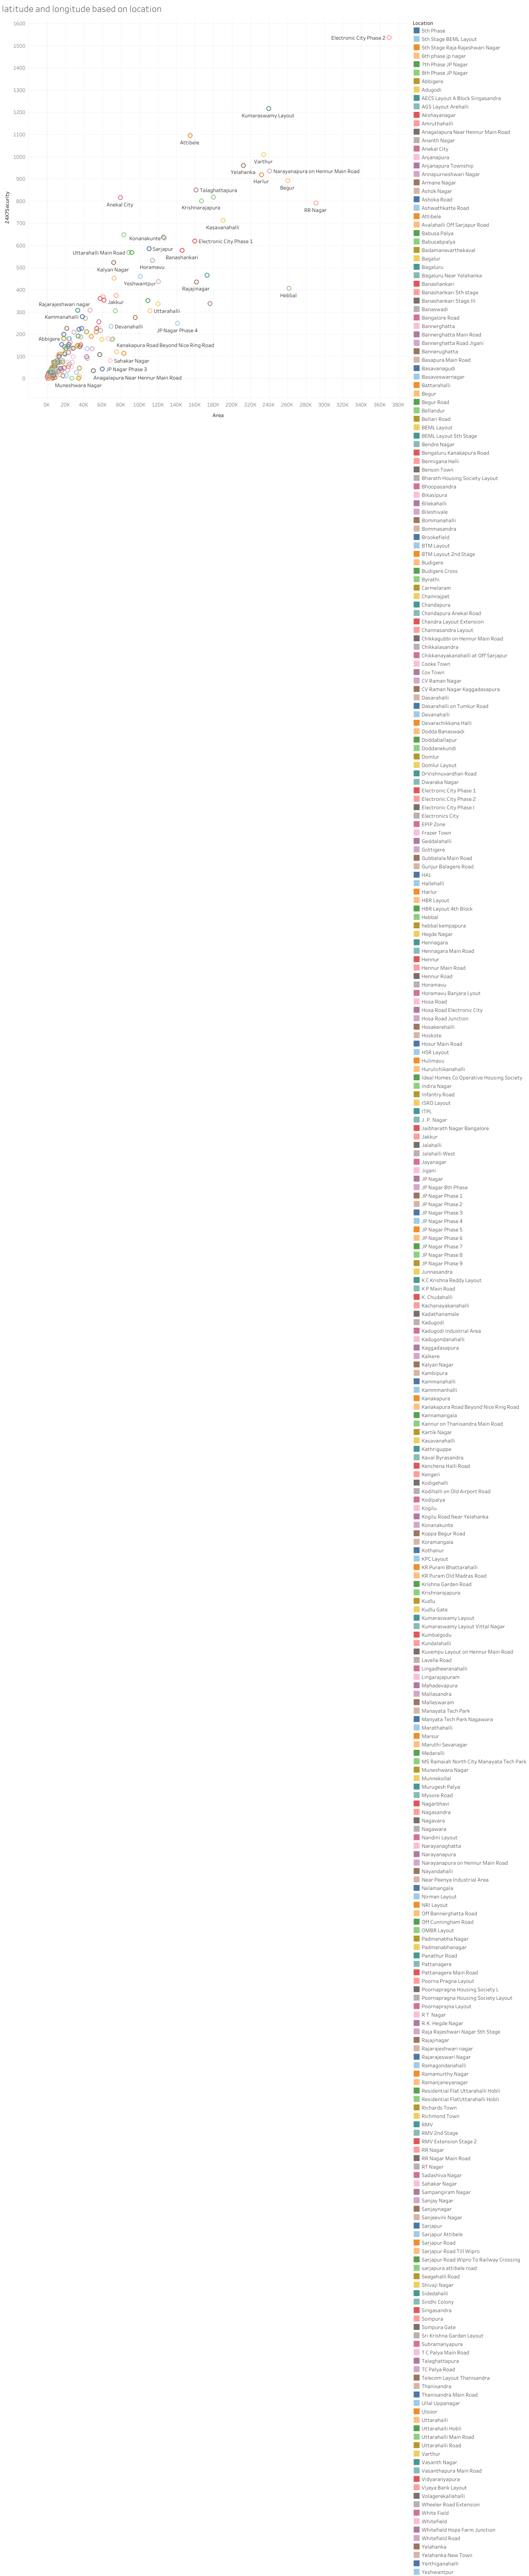 latitude and longitude based on location
Location
1600
Electronic City Phase 2
1500
1400
1300
1200
Kumaraswamy Layout
1100
Attibele
1000
Varthur
Yelahanka
Narayanapura on Hennur Main Road
900
Harlur
Begur
Talaghattapura
Anekal City
800
Krishnarajapura
RR Nagar
24X7Security
700
Kasavanahalli
Konanakunte
Electronic City Phase 1
600
Uttarahalli Main Road
Sarjapur
Banashankari
Kalyan Nagar
Horamavu
500
Yeshwantpur
Rajajinagar
400
Hebbal
Rajarajeshwari nagar
Jakkur
300
Kammanahalli
Uttarahalli
Devanahalli
JP Nagar Phase 4
200
Abbigere
Kanakapura Road Beyond Nice Ring Road
100
Sahakar Nagar
JP Nagar Phase 3
0
Anagalapura Near Hennur Main Road
Muneshwara Nagar
0K 20K 40K 60K 80K 100K 120K 140K 160K 180K 200K 220K 240K 260K 280K 300K 320K 340K 360K 380K
Area
5th Phase
5th Stage BEML Layout
5th Stage Raja Rajeshwari Nagar
6th phase jp nagar
7th Phase JP Nagar
8th Phase JP Nagar
Abbigere
Adugodi
AECS Layout A Block Singasandra
AGS Layout Arehalli
Akshayanagar
Amruthahalli
Anagalapura Near Hennur Main Road
Ananth Nagar
Anekal City
Anjanapura
Anjanapura Township
Annapurneshwari Nagar
Armane Nagar
Ashok Nagar
Ashoka Road
Ashwathkatte Road
Attibele
Avalahalli Off Sarjapur Road
Babusa Palya
Babusabpalya
Badamanavarthekaval
Bagalur
Bagaluru
Bagaluru Near Yelahanka
Banashankari
Banashankari 5th stage
Banashankari Stage III
Banaswadi
Bangalore Road
Bannerghatta
Bannerghatta Main Road
Bannerghatta Road Jigani
Bannerughatta
Basapura Main Road
Basavanagudi
Basaveswarnagar
Battarahalli
Begur
Begur Road
Bellandur
Bellari Road
BEML Layout
BEML Layout 5th Stage
Bendre Nagar
Bengaluru Kanakapura Road
Bennigana Halli
Benson Town
Bharath Housing Society Layout
Bhoopasandra
Bikasipura
Bilekahalli
Bileshivale
Bommanahalli
Bommasandra
Brookefield
BTM Layout
BTM Layout 2nd Stage
Budigere
Budigere Cross
Byrathi
Carmelaram
Chamrajpet
Chandapura
Chandapura Anekal Road
Chandra Layout Extension
Channasandra Layout
Chikkagubbi on Hennur Main Road
Chikkalasandra
Chikkanayakanahalli at Off Sarjapur
Cooke Town
Cox Town
CV Raman Nagar
CV Raman Nagar Kaggadasapura
Dasarahalli
Dasarahalli on Tumkur Road
Devanahalli
Devarachikkana Halli
Dodda Banaswadi
Doddaballapur
Doddanekundi
Domlur
Domlur Layout
DrVishnuvardhan Road
Dwaraka Nagar
Electronic City Phase 1
Electronic City Phase 2
Electronic City Phase I
Electronics City
EPIP Zone
Frazer Town
Geddalahalli
Gottigere
Gubbalala Main Road
Gunjur Balagere Road
HAL
Hallehalli
Harlur
HBR Layout
HBR Layout 4th Block
Hebbal
hebbal kempapura
Hegde Nagar
Hennagara
Hennagara Main Road
Hennur
Hennur Main Road
Hennur Road
Horamavu
Horamavu Banjara Lyout
Hosa Road
Hosa Road Electronic City
Hosa Road Junction
Hosakerehalli
Hoskote
Hosur Main Road
HSR Layout
Hulimavu
Hurulichikanahalli
Ideal Homes Co Operative Housing Society
Indira Nagar
Infantry Road
ISRO Layout
ITPL
J. P. Nagar
Jaibharath Nagar Bangalore
Jakkur
Jalahalli
Jalahalli West
Jayanagar
Jigani
JP Nagar
JP Nagar 8th Phase
JP Nagar Phase 1
JP Nagar Phase 2
JP Nagar Phase 3
JP Nagar Phase 4
JP Nagar Phase 5
JP Nagar Phase 6
JP Nagar Phase 7
JP Nagar Phase 8
JP Nagar Phase 9
Junnasandra
K C Krishna Reddy Layout
K P Main Road
K. Chudahalli
Kachanayakanahalli
Kadathanamale
Kadugodi
Kadugodi Industrial Area
Kadugondanahalli
Kaggadasapura
Kalkere
Kalyan Nagar
Kambipura
Kammanahalli
Kammmanhalli
Kanakapura
Kanakapura Road Beyond Nice Ring Road
Kannamangala
Kannur on Thanisandra Main Road
Kartik Nagar
Kasavanahalli
Kathriguppe
Kaval Byrasandra
Kenchena Halli Road
Kengeri
Kodigehalli
Kodihalli on Old Airport Road
Kodipalya
Kogilu
Kogilu Road Near Yelahanka
Konanakunte
Koppa Begur Road
Koramangala
Kothanur
KPC Layout
KR Puram Bhattarahalli
KR Puram Old Madras Road
Krishna Garden Road
Krishnarajapura
Kudlu
Kudlu Gate
Kumaraswamy Layout
Kumaraswamy Layout Vittal Nagar
Kumbalgodu
Kundalahalli
Kuvempu Layout on Hennur Main Road
Lavelle Road
Lingadheeranahalli
Lingarajapuram
Mahadevapura
Mallasandra
Malleswaram
Manayata Tech Park
Manyata Tech Park Nagawara
Marathahalli
Marsur
Maruthi Sevanagar
Medaralli
MS Ramaiah North City Manayata Tech Park
Muneshwara Nagar
Munnekollal
Murugesh Palya
Mysore Road
Nagarbhavi
Nagasandra
Nagavara
Nagawara
Nandini Layout
Narayanaghatta
Narayanapura
Narayanapura on Hennur Main Road
Nayandahalli
Near Peenya Industrial Area
Nelamangala
Nirman Layout
NRI Layout
Off Bannerghatta Road
Off Cunningham Road
OMBR Layout
Padmanabha Nagar
Padmanabhanagar
Panathur Road
Pattanagere
Pattanagere Main Road
Poorna Pragna Layout
Poornapragna Housing Society L
Poornapragna Housing Society Layout
Poornaprajna Layout
R T. Nagar
R.K. Hegde Nagar
Raja Rajeshwari Nagar 5th Stage
Rajajinagar
Rajarajeshwari nagar
Rajarajeswari Nagar
Ramagondanahalli
Ramamurthy Nagar
Ramanjaneyanagar
Residential Flat Uttarahalli Hobli
Residential FlatUttarahalli Hobli
Richards Town
Richmond Town
RMV
RMV 2nd Stage
RMV Extension Stage 2
RR Nagar
RR Nagar Main Road
RT Nager
Sadashiva Nagar
Sahakar Nagar
Sampangiram Nagar
Sanjay Nagar
Sanjaynagar
Sanjeevini Nagar
Sarjapur
Sarjapur Attibele
Sarjapur Road
Sarjapur Road Till Wipro
Sarjapur Road Wipro To Railway Crossing
sarjapura attibele road
Seegehalli Road
Shivaji Nagar
Sidedahalli
Sindhi Colony
Singasandra
Sompura
Sompura Gate
Sri Krishna Garden Layout
Subramanyapura
T C Palya Main Road
Talaghattapura
TC Palya Road
Telecom Layout Thanisandra
Thanisandra
Thanisandra Main Road
Ullal Uppanagar
Ulsoor
Uttarahalli
Uttarahalli Hobli
Uttarahalli Main Road
Uttarahalli Road
Varthur
Vasanth Nagar
Vasanthapura Main Road
Vidyaranyapura
Vijaya Bank Layout
Volagerekallahalli
Wheeler Road Extension
White Field
Whitefield
Whitefield Hope Farm Junction
Whitefield Road
Yelahanka
Yelahanka New Town
Yerthiganahalli
Yeshwantpur